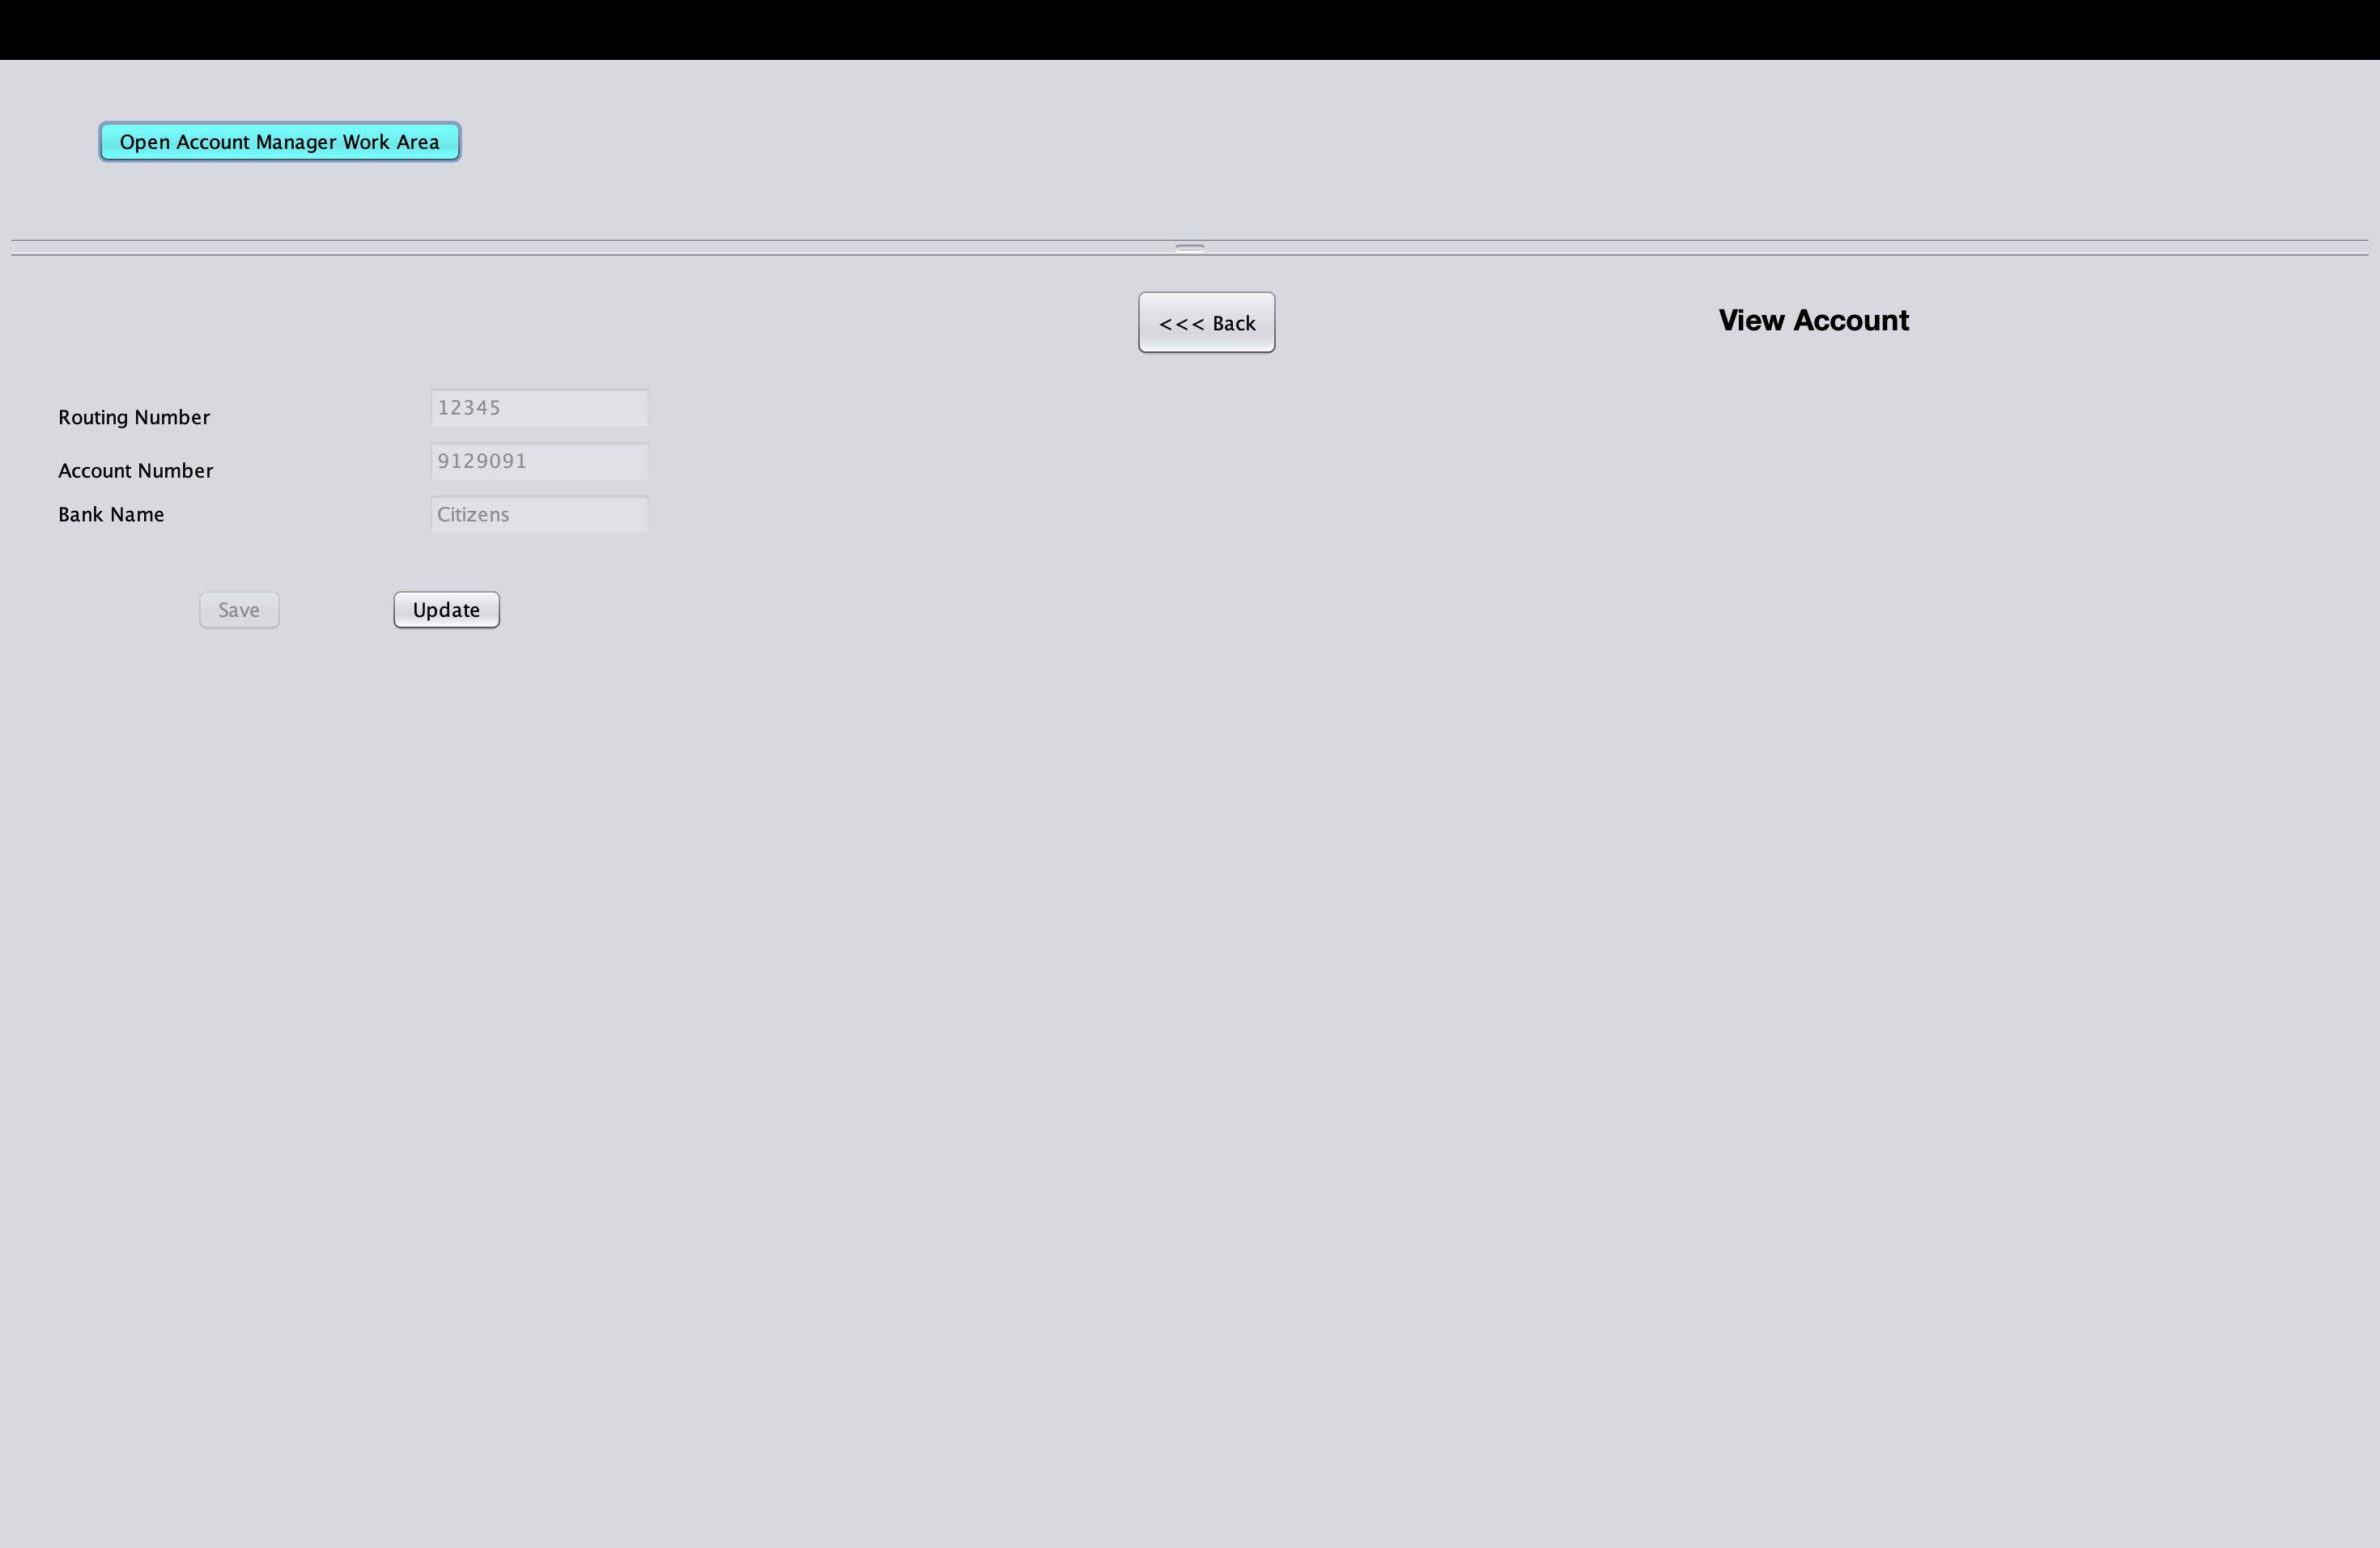 Open Account Manager Work Area
<<< Back
View Account
Routing Number 12345
Account Number 9129091
Bank Name Citizens
Save Update